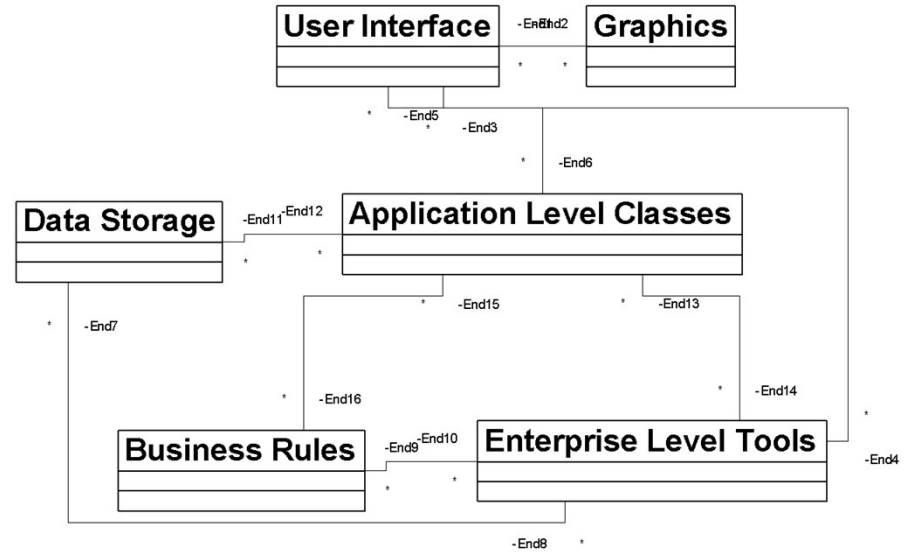 User Interface
-End1
-End2
Graphics
*
*
*
-End5
*
-End3
*
-End6
Data Storage
-End11
-End12
Application Level Classes
*
*
*
-End7
*
-End15
*
-End13
*
-End16
*
-End14
*
-End4
Business Rules
-End9
-End10
Enterprise Level Tools
*
*
-End8
*